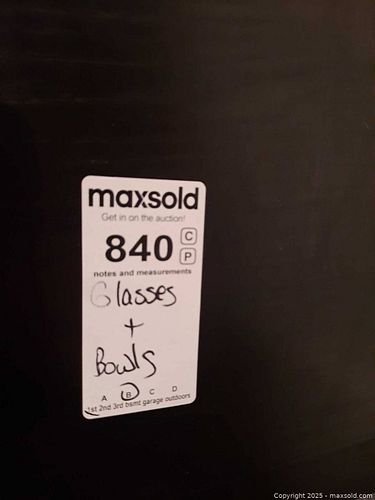 maxsold
Get in on the auction!
840 C
P
notes and measurements
Glasses
+
Bowls
A B C D
1st 2nd 3rd bsmt garage outdoors
Copyright 2025 - maxsold.com